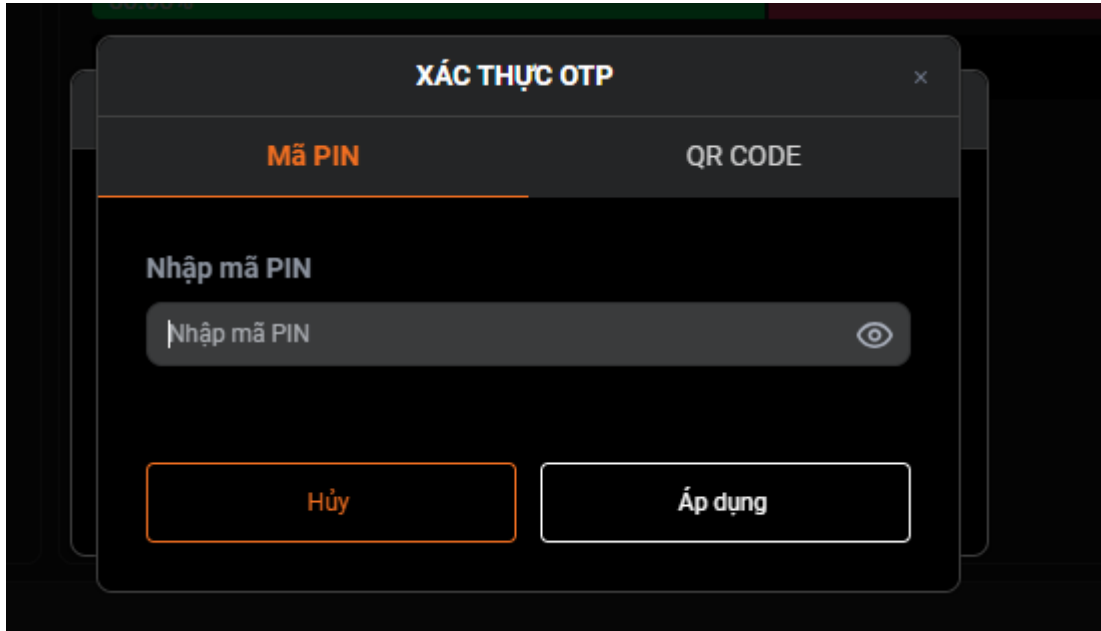 XÁC THỰC OTP ×
Mã PIN QR CODE
Nhập mã PIN
Nhập mã PIN
Hủy Áp dụng